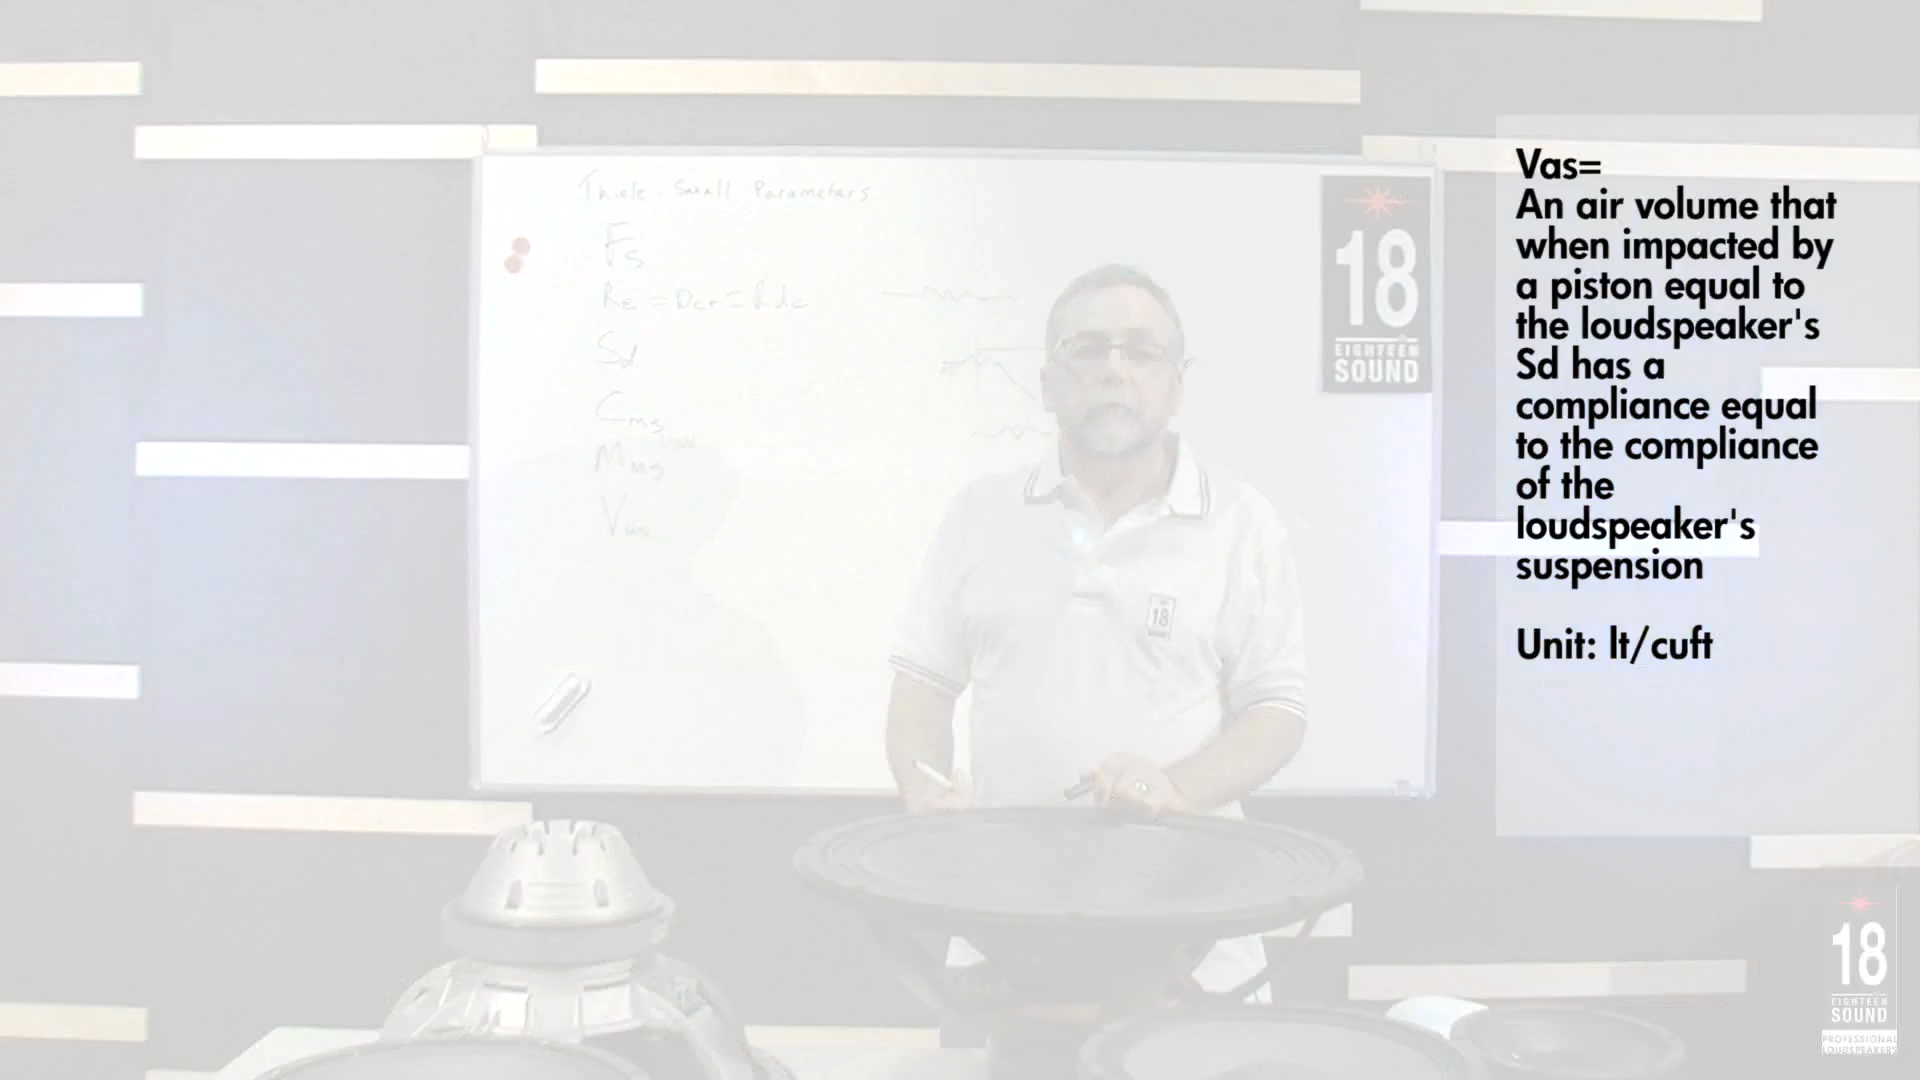 Thiele-Small Parameters
Fs
Re = Dcr = Rdc
Sd
Cms
Mms
Vas
18
EIGHTEEN
SOUND
18
Vas=
An air volume that
when impacted by
a piston equal to
the loudspeaker's
Sd has a
compliance equal
to the compliance
of the
loudspeaker's
suspension
Unit: lt/cuft
18
EIGHTEEN
SOUND
PROFESSIONAL
LOUDSPEAKERS